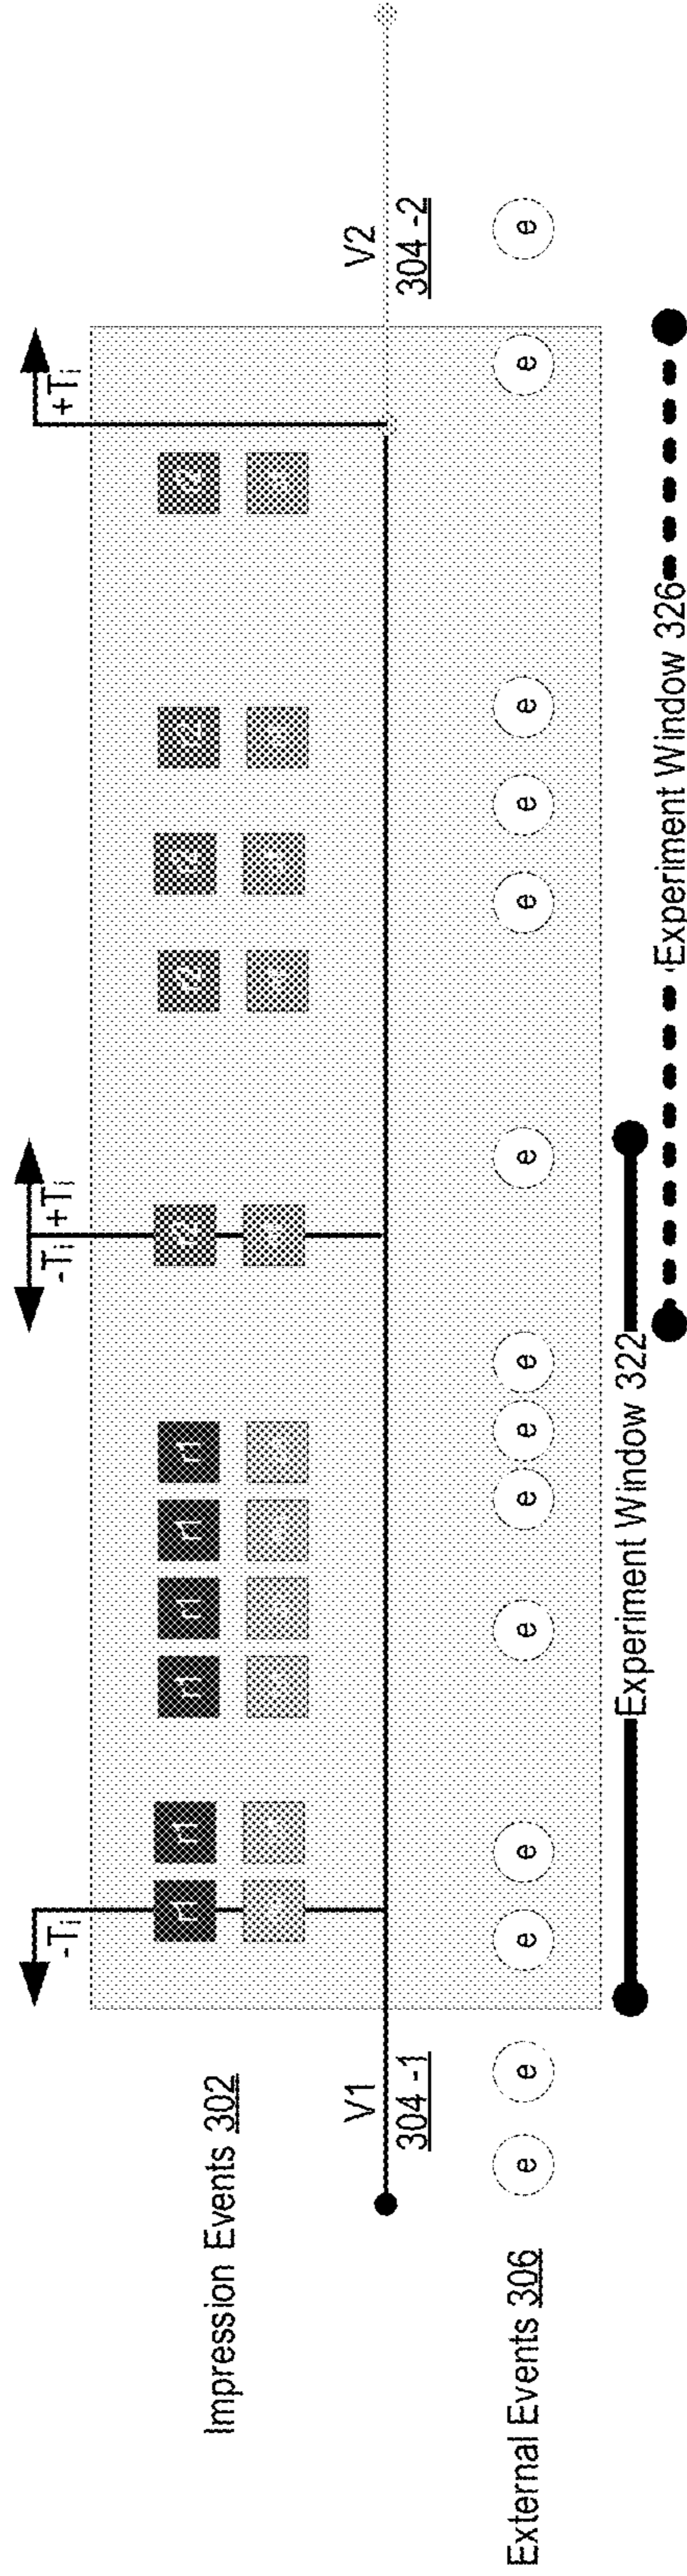 -Ti -Ti +Ti +Ti
Impression Events 302 r1 r1 r1 r1 r1 r1 r2 r2 r2 r2 r2
V1 V2
304 -1 304 -2
External Events 306 e e e e e e e e e e e e e e
Experiment Window 322
Experiment Window 326